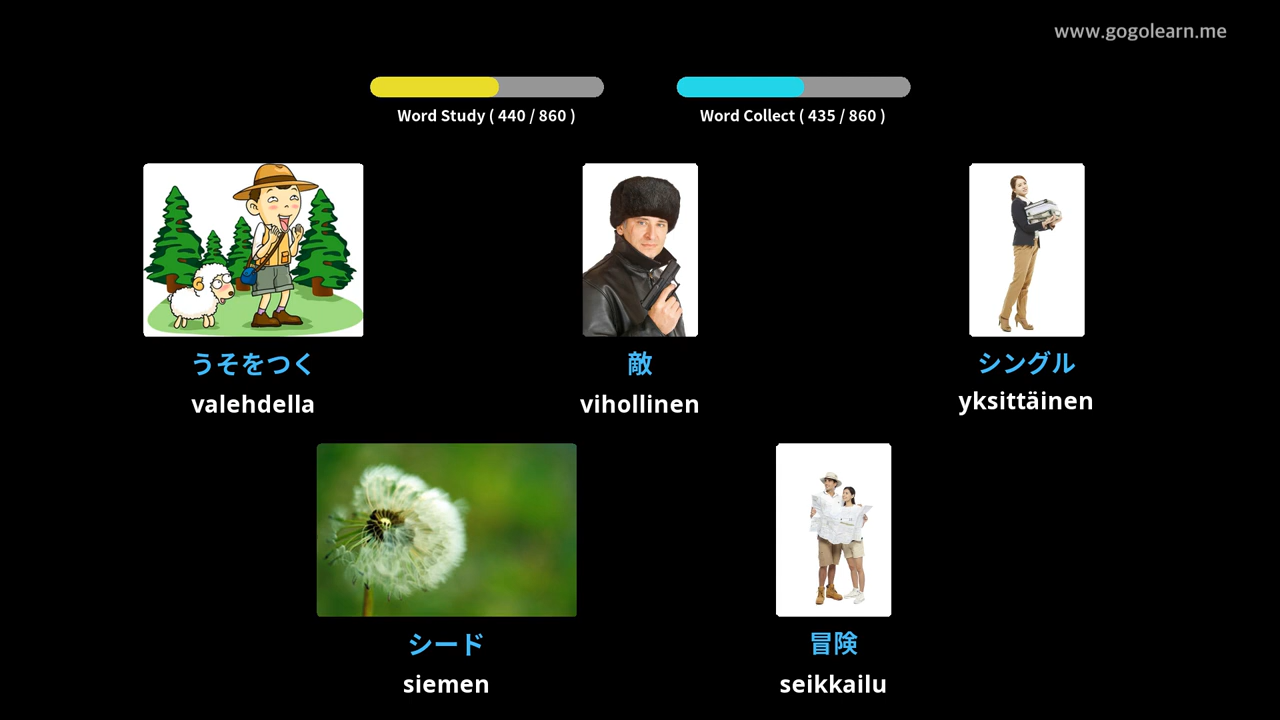 www.gogolearn.me
Word Study ( 440 / 860 )
Word Collect ( 435 / 860 )
うそをつく
valehdella
敵
vihollinen
シングル
yksittäinen
シード
siemen
冒険
seikkailu